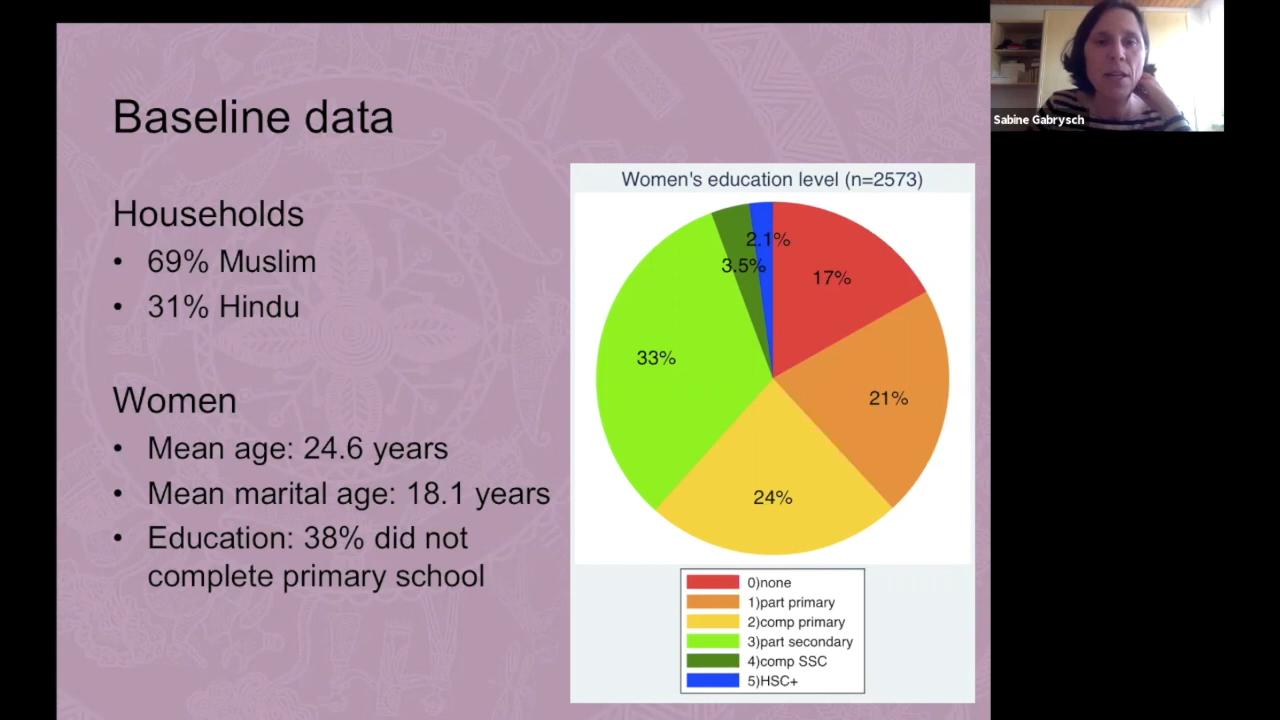 Baseline data
Households
• 69% Muslim
• 31% Hindu
Women
• Mean age: 24.6 years
• Mean marital age: 18.1 years
• Education: 38% did not
complete primary school
Women's education level (n=2573)
2.1%
3.5%
17%
33%
21%
24%
0)none
1)part primary
2)comp primary
3)part secondary
4)comp SSC
5)HSC+
Sabine Gabrysch